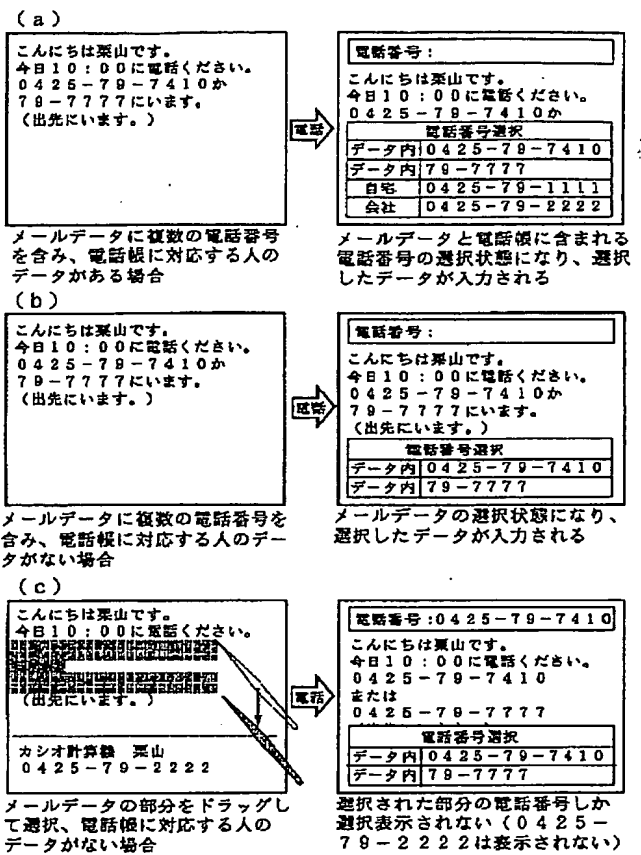 (a)
こんにちは栗山です。
今日10：00に電話ください。
0425－79－7410か
79－7777にいます。
（出先にいます。）
電話
電話番号：
こんにちは栗山です。
今日10：00に電話ください。
0425－79－7410か
電話番号選択
データ内 0425－79－7410
データ内 79－7777
自宅 0425－79－1111
会社 0425－79－2222
メールデータに複数の電話番号
を含み、電話帳に対応する人の
データがある場合
メールデータと電話帳に含まれる
電話番号の選択状態になり、選択
したデータが入力される
(b)
こんにちは栗山です。
今日10：00に電話ください。
0425－79－7410か
79－7777にいます。
（出先にいます。）
電話
電話番号：
こんにちは栗山です。
今日10：00に電話ください。
0425－79－7410か
79－7777にいます。
（出先にいます。）
電話番号選択
データ内 0425－79－7410
データ内 79－7777
メールデータに複数の電話番号を
含み、電話帳に対応する人のデー
タがない場合
メールデータの選択状態になり、
選択したデータが入力される
(c)
こんにちは栗山です。
今日10：00に電話ください。
（出先にいます。）
カシオ計算機 栗山
0425－79－2222
電話
電話番号：0425－79－7410
こんにちは栗山です。
今日10：00に電話ください。
0425－79－7410
または
0425－79－7777
電話番号選択
データ内 0425－79－7410
データ内 79－7777
メールデータの部分をドラッグし
て選択、電話帳に対応する人の
データがない場合
選択された部分の電話番号しか
選択表示されない（0425－
79－2222は表示されない）